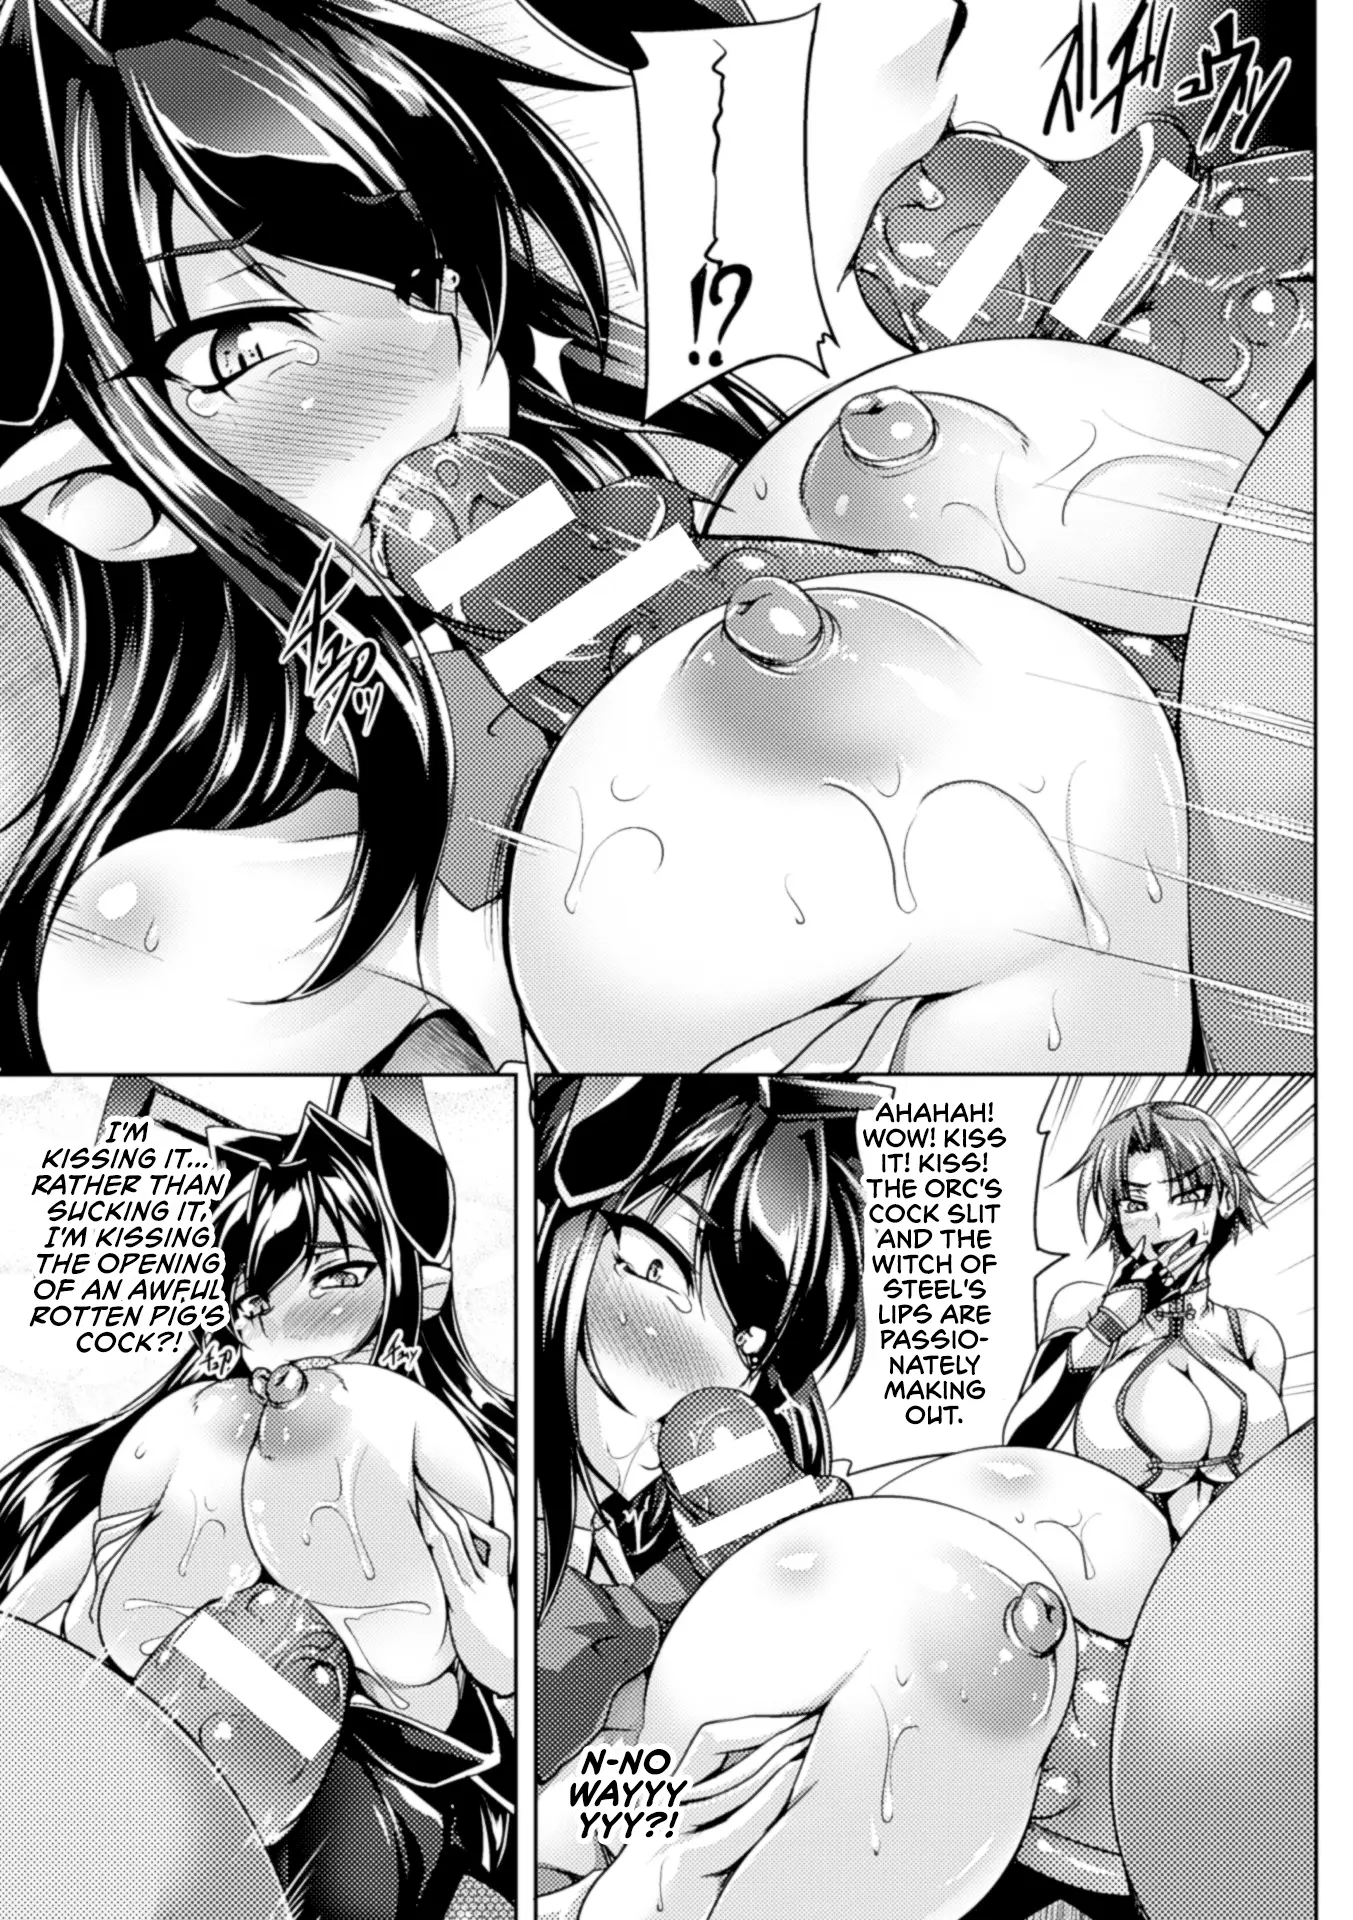 !?
AHAHAH!
WOW! KISS
IT! KISS!
THE ORC'S
COCK SLIT
AND THE
WITCH OF
STEEL'S
LIPS ARE
PASSIO-
NATELY
MAKING
OUT.
N-NO
WAYYY
YYY?!
I'M
KISSING IT...
RATHER THAN
SUCKING IT,
I'M KISSING
THE OPENING
OF AN AWFUL
ROTTEN PIG'S
COCK?!